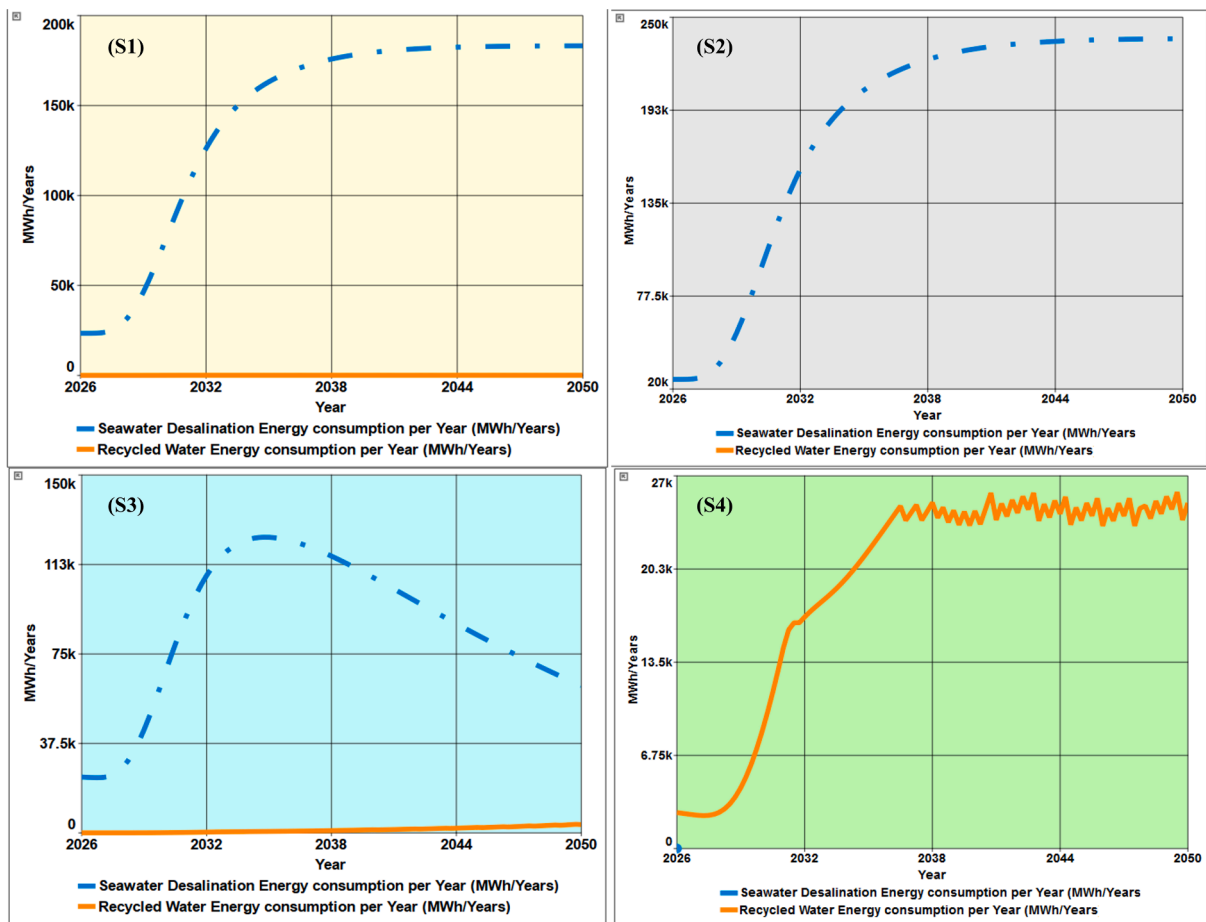 (S1)
200k
150k
100k
50k
0
MWh/Years
2026 2032 2038 2044 2050
Year
Seawater Desalination Energy consumption per Year (MWh/Years)
Recycled Water Energy consumption per Year (MWh/Years)
(S2)
250k
193k
135k
77.5k
20k
MWh/Years
2026 2032 2038 2044 2050
Year
Seawater Desalination Energy consumption per Year (MWh/Years
Recycled Water Energy consumption per Year (MWh/Years
(S3)
150k
113k
75k
37.5k
0
MWh/Years
2026 2032 2038 2044 2050
Year
Seawater Desalination Energy consumption per Year (MWh/Years)
Recycled Water Energy consumption per Year (MWh/Years)
(S4)
27k
20.3k
13.5k
6.75k
0
MWh/Years
2026 2032 2038 2044 2050
Year
Seawater Desalination Energy consumption per Year (MWh/Years
Recycled Water Energy consumption per Year (MWh/Years